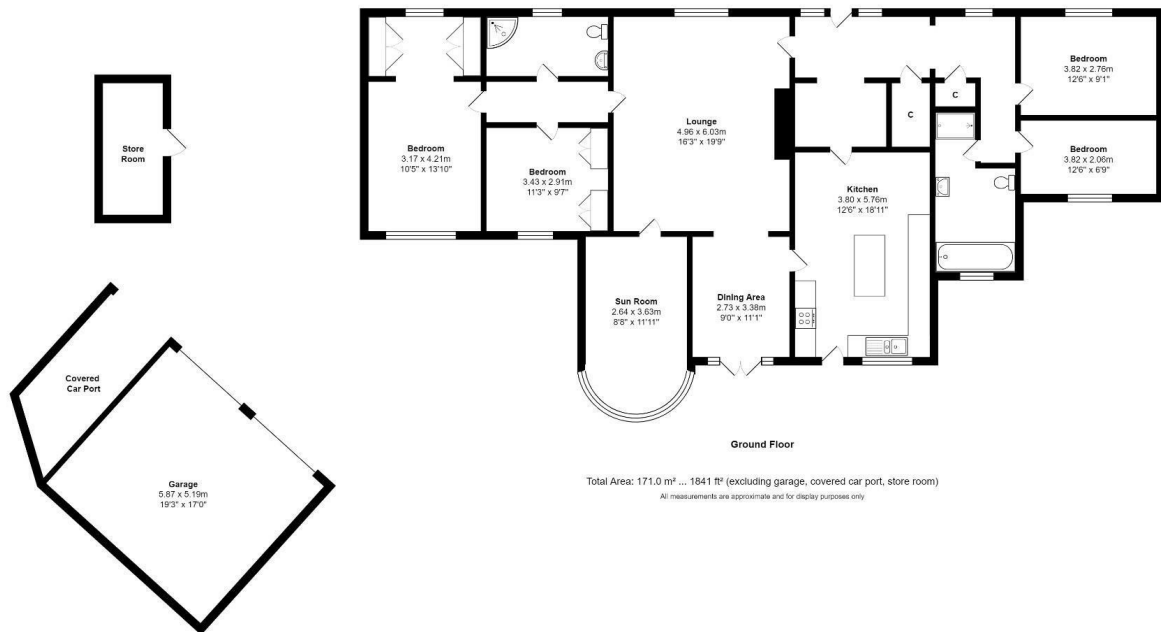 Store
Room
Covered
Car Port
Garage
5.87 x 5.19m
19'3" x 17'0"
Bedroom
3.17 x 4.21m
10'5" x 13'10"
Bedroom
3.43 x 2.91m
11'3" x 9'7"
Lounge
4.96 x 6.03m
16'3" x 19'9"
Sun Room
2.64 x 3.63m
8'8" x 11'11"
Dining Area
2.73 x 3.38m
9'0" x 11'1"
Kitchen
3.80 x 5.76m
12'6" x 18'11"
C
C
Bedroom
3.82 x 2.76m
12'6" x 9'1"
Bedroom
3.82 x 2.06m
12'6" x 6'9"
Ground Floor
Total Area: 171.0 m² ... 1841 ft² (excluding garage, covered car port, store room)
All measurements are approximate and for display purposes only